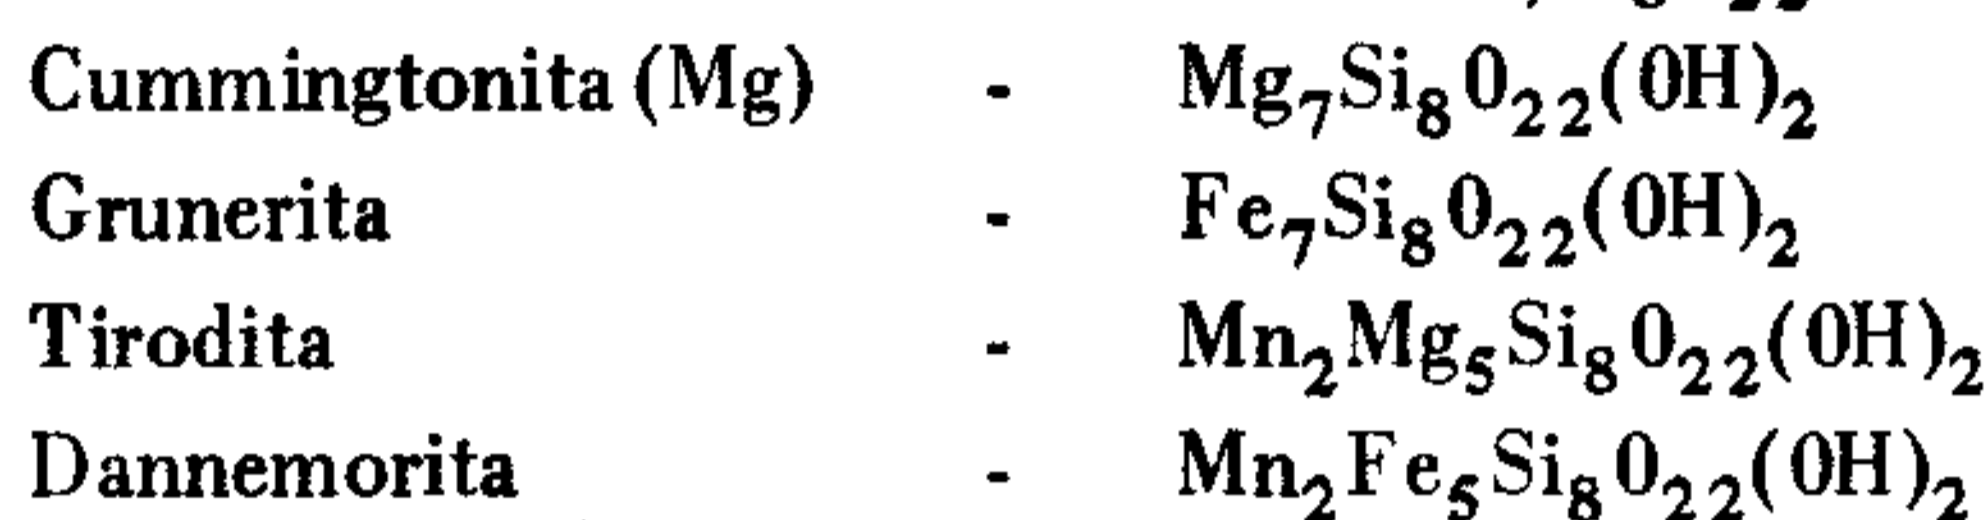 Cummingtonita (Mg) - Mg₇Si₈O₂₂(OH)₂
Grunerita - Fe₇Si₈O₂₂(OH)₂
Tirodita - Mn₂Mg₅Si₈O₂₂(OH)₂
Dannemorita - Mn₂Fe₅Si₈O₂₂(OH)₂